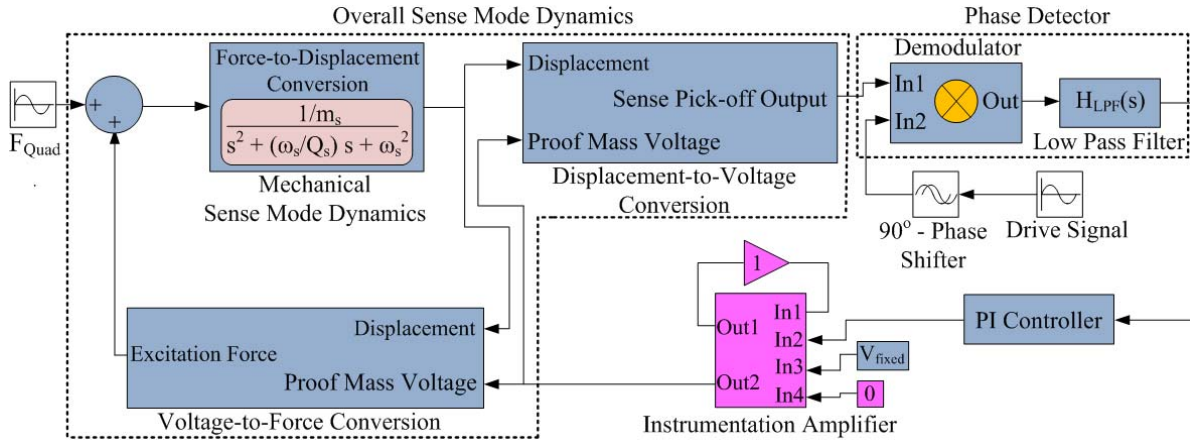 Overall Sense Mode Dynamics
Phase Detector
Force-to-Displacement
Conversion
1/mₛ
s² + (ωₛ/Qₛ) s + ωₛ²
Mechanical
Sense Mode Dynamics
F_Quad
+
+
Displacement
Sense Pick-off Output
Proof Mass Voltage
Displacement-to-Voltage
Conversion
Demodulator
In1
In2
Out
H_LPF(s)
Low Pass Filter
90° - Phase
Shifter
Drive Signal
Displacement
Excitation Force
Proof Mass Voltage
Voltage-to-Force Conversion
1
Out1
Out2
In1
In2
In3
In4
V_fixed
0
Instrumentation Amplifier
PI Controller